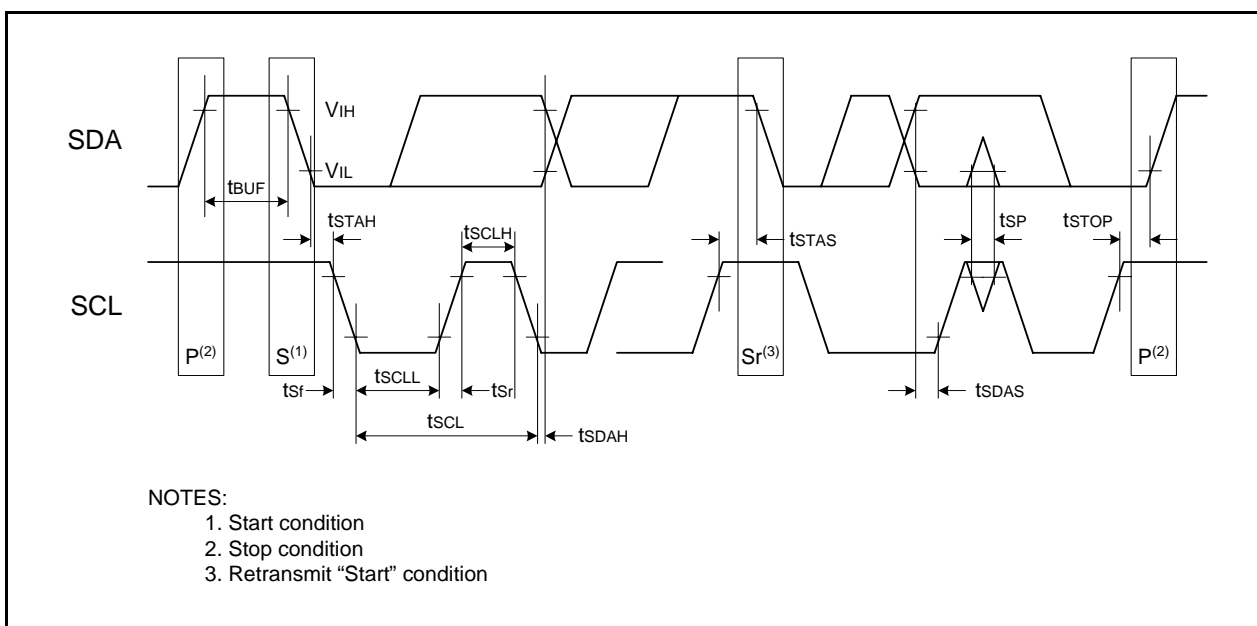 VIH
SDA
VIL
tBUF
tSTAH
tSCLH
tSTAS
tSP
tSTOP
SCL
P(2)
S(1)
Sr(3)
P(2)
tSf
tSCLL
tSr
tSDAS
tSCL
tSDAH
NOTES:
1. Start condition
2. Stop condition
3. Retransmit “Start” condition